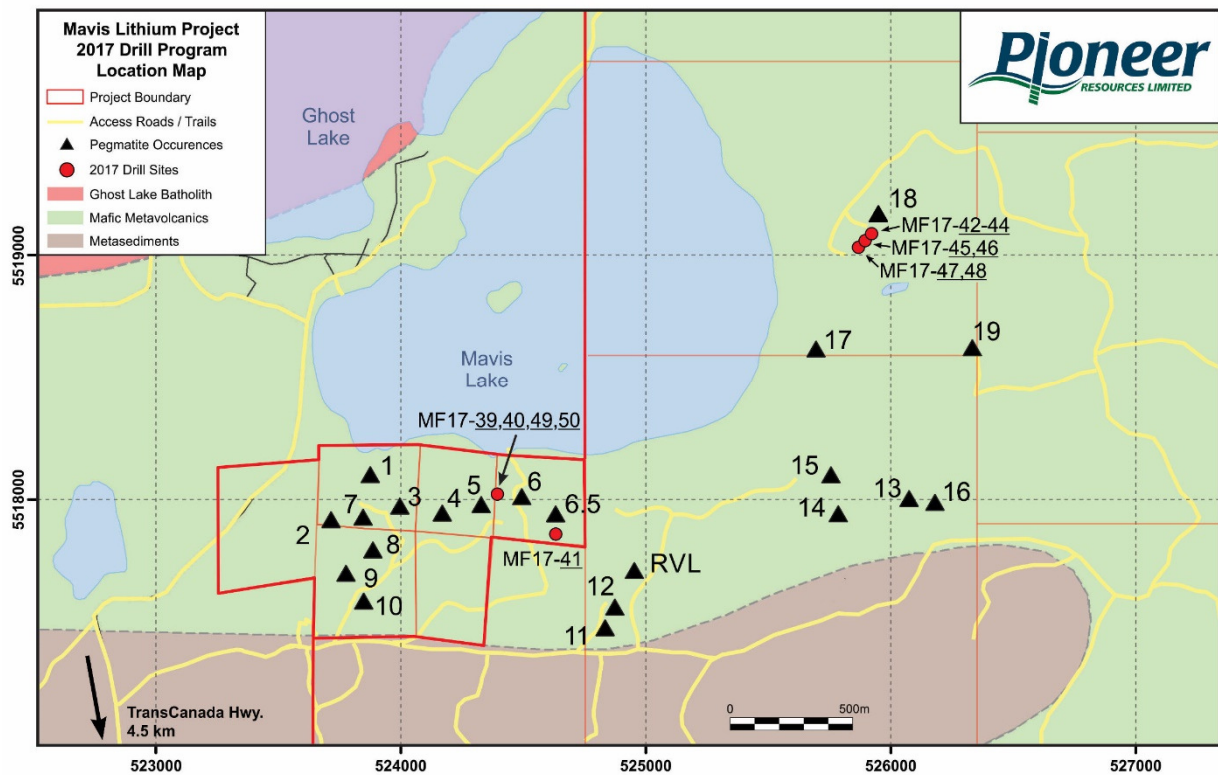 Mavis Lithium Project
2017 Drill Program
Location Map
Project Boundary
Access Roads / Trails
Pegmatite Occurences
2017 Drill Sites
Ghost Lake Batholith
Mafic Metavolcanics
Metasediments
Pioneer
RESOURCES LIMITED
Ghost
Lake
18
MF17-42-44
MF17-45,46
MF17-47,48
5519000
17
19
Mavis
Lake
MF17-39,40,49,50
1
2
7
3
4
5
6
6.5
15
14
13
16
5518000
8
9
10
MF17-41
RVL
12
11
TransCanada Hwy.
4.5 km
0
500m
523000
524000
525000
526000
527000